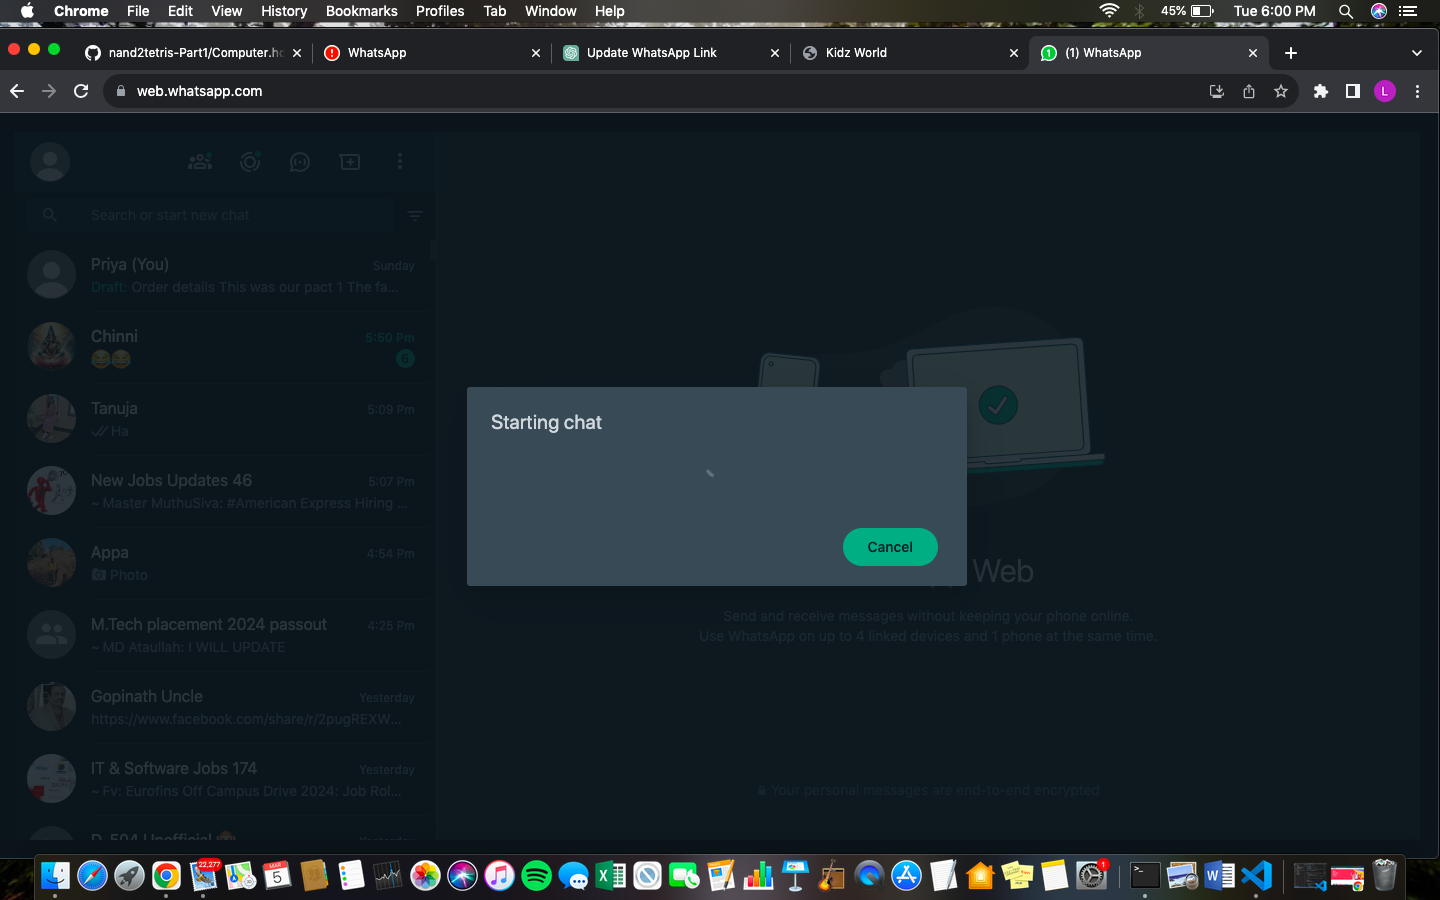 Chrome File Edit View History Bookmarks Profiles Tab Window Help 45% Tue 6:00 PM
nand2tetris-Part1/Computer.h WhatsApp Update WhatsApp Link Kidz World (1) WhatsApp
web.whatsapp.com L
Search or start new chat
Priya (You) Sunday
Draft: Order details This was our pact 1 The fa...
Chinni 5:50 Pm
😂😂 6
Tanuja 5:09 Pm
Ha
New Jobs Updates 46 5:07 Pm
~ Master MuthuSiva: #American Express Hiring ...
Appa 4:54 Pm
Photo
M.Tech placement 2024 passout 4:25 Pm
~ MD Ataullah: I WILL UPDATE
Gopinath Uncle Yesterday
https://www.facebook.com/share/r/2pugREXW...
IT & Software Jobs 174 Yesterday
~ Fv: Eurofins Off Campus Drive 2024: Job Rol...
Starting chat
Cancel
Web
Send and receive messages without keeping your phone online.
Use WhatsApp on up to 4 linked devices and 1 phone at the same time.
Your personal messages are end-to-end encrypted
22,277
MAR
5
1